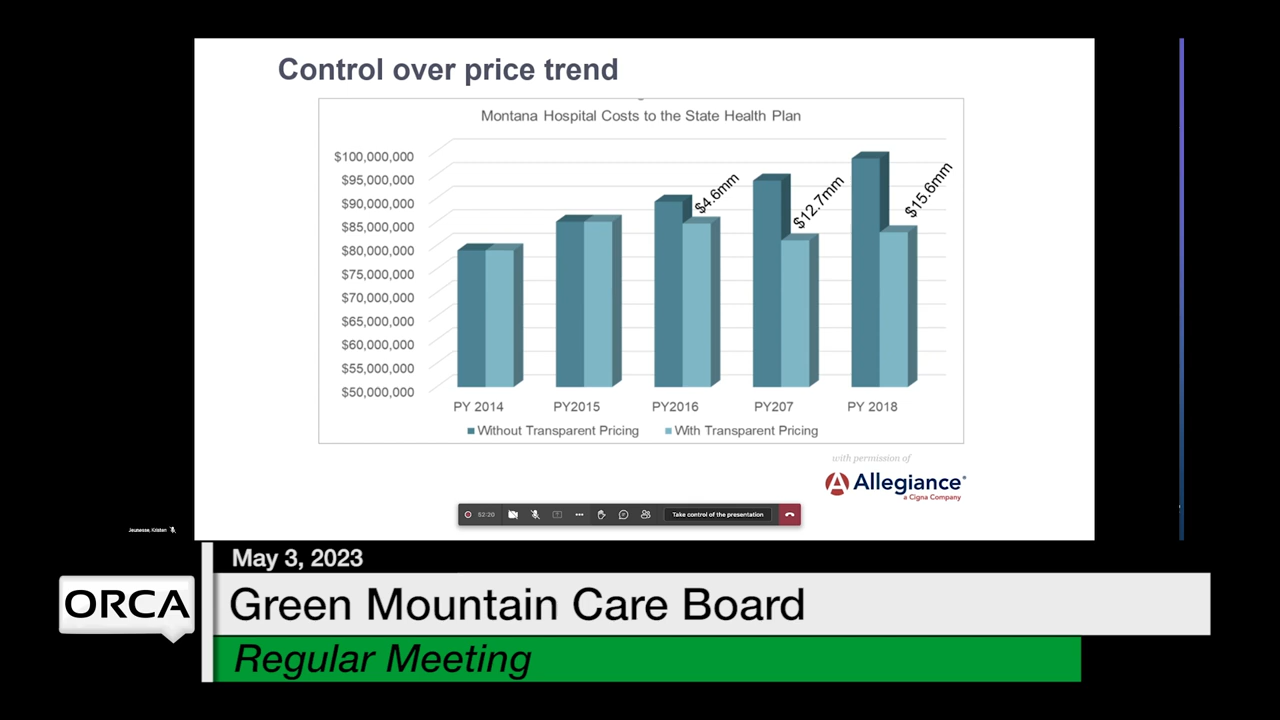 Control over price trend
Montana Hospital Costs to the State Health Plan
$100,000,000
$95,000,000
$90,000,000
$85,000,000
$80,000,000
$75,000,000
$70,000,000
$65,000,000
$60,000,000
$55,000,000
$50,000,000
$4.6mm
$12.7mm
$15.6mm
PY 2014 PY2015 PY2016 PY207 PY 2018
Without Transparent Pricing With Transparent Pricing
with permission of
Allegiance®
a Cigna Company
52:20 Take control of the presentation
Jeunesse, Kristen
May 3, 2023
ORCA
Green Mountain Care Board
Regular Meeting